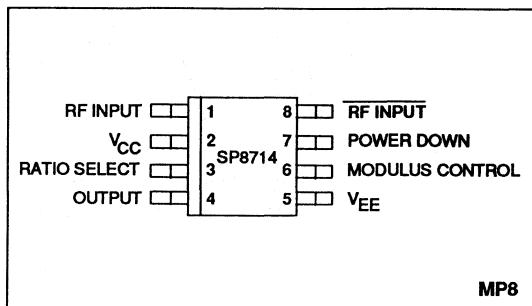 RF INPUT 1 8 RF INPUT
VCC 2 7 POWER DOWN
SP8714
RATIO SELECT 3 6 MODULUS CONTROL
OUTPUT 4 5 VEE
MP8